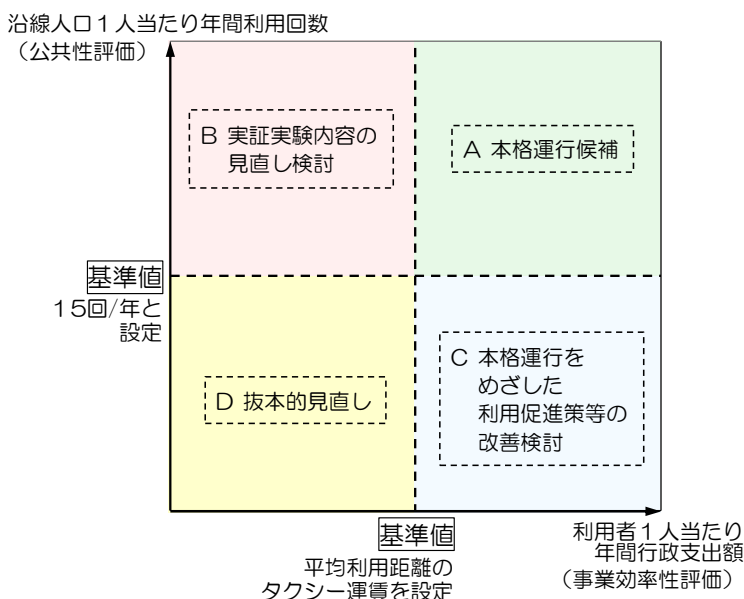 沿線人口１人当たり年間利用回数
（公共性評価）
B 実証実験内容の
見直し検討
A 本格運行候補
基準値
15回/年と
設定
D 抜本的見直し
C 本格運行を
めざした
利用促進策等の
改善検討
基準値
平均利用距離の
タクシー運賃を設定
利用者１人当たり
年間行政支出額
（事業効率性評価）